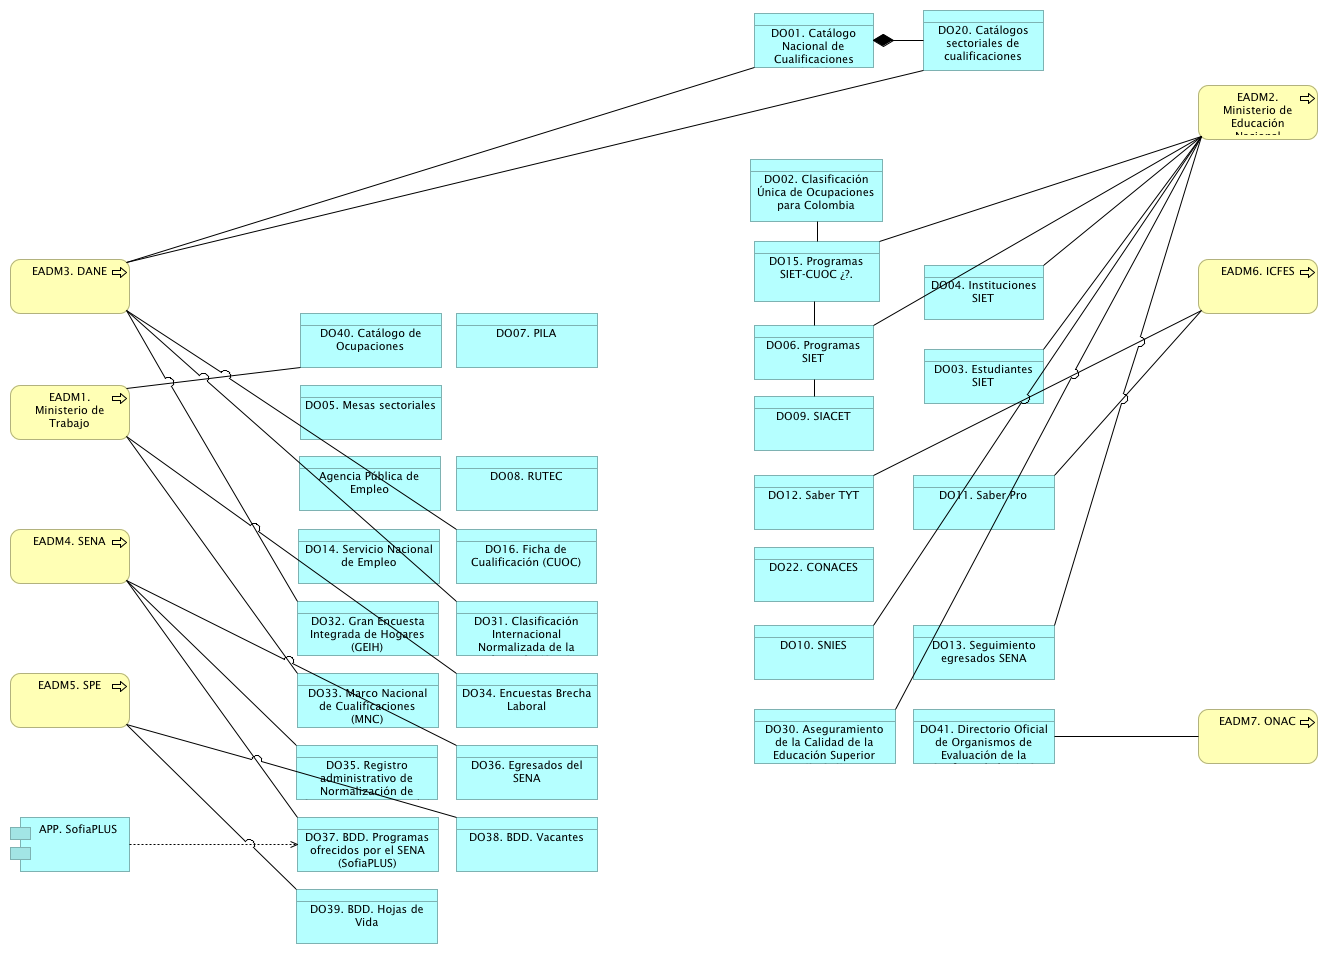 DO01. Catálogo
Nacional de
Cualificaciones
DO20. Catálogos
sectoriales de
cualificaciones
EADM2.
Ministerio de
Educación
Nacional
DO02. Clasificación
Única de Ocupaciones
para Colombia
EADM3. DANE
DO15. Programas
SIET-CUOC ¿?.
DO04. Instituciones
SIET
EADM6. ICFES
DO40. Catálogo de
Ocupaciones
DO07. PILA
DO06. Programas
SIET
DO03. Estudiantes
SIET
EADM1.
Ministerio de
Trabajo
DO05. Mesas sectoriales
DO09. SIACET
Agencia Pública de
Empleo
DO08. RUTEC
DO12. Saber TYT
DO11. Saber Pro
EADM4. SENA
DO14. Servicio Nacional
de Empleo
DO16. Ficha de
Cualificación (CUOC)
DO22. CONACES
DO32. Gran Encuesta
Integrada de Hogares
(GEIH)
DO31. Clasificación
Internacional
Normalizada de la
DO10. SNIES
DO13. Seguimiento
egresados SENA
EADM5. SPE
DO33. Marco Nacional
de Cualificaciones
(MNC)
DO34. Encuestas Brecha
Laboral
DO30. Aseguramiento
de la Calidad de la
Educación Superior
DO41. Directorio Oficial
de Organismos de
Evaluación de la
EADM7. ONAC
DO35. Registro
administrativo de
Normalización de
DO36. Egresados del
SENA
APP. SofiaPLUS
DO37. BDD. Programas
ofrecidos por el SENA
(SofiaPLUS)
DO38. BDD. Vacantes
DO39. BDD. Hojas de
Vida